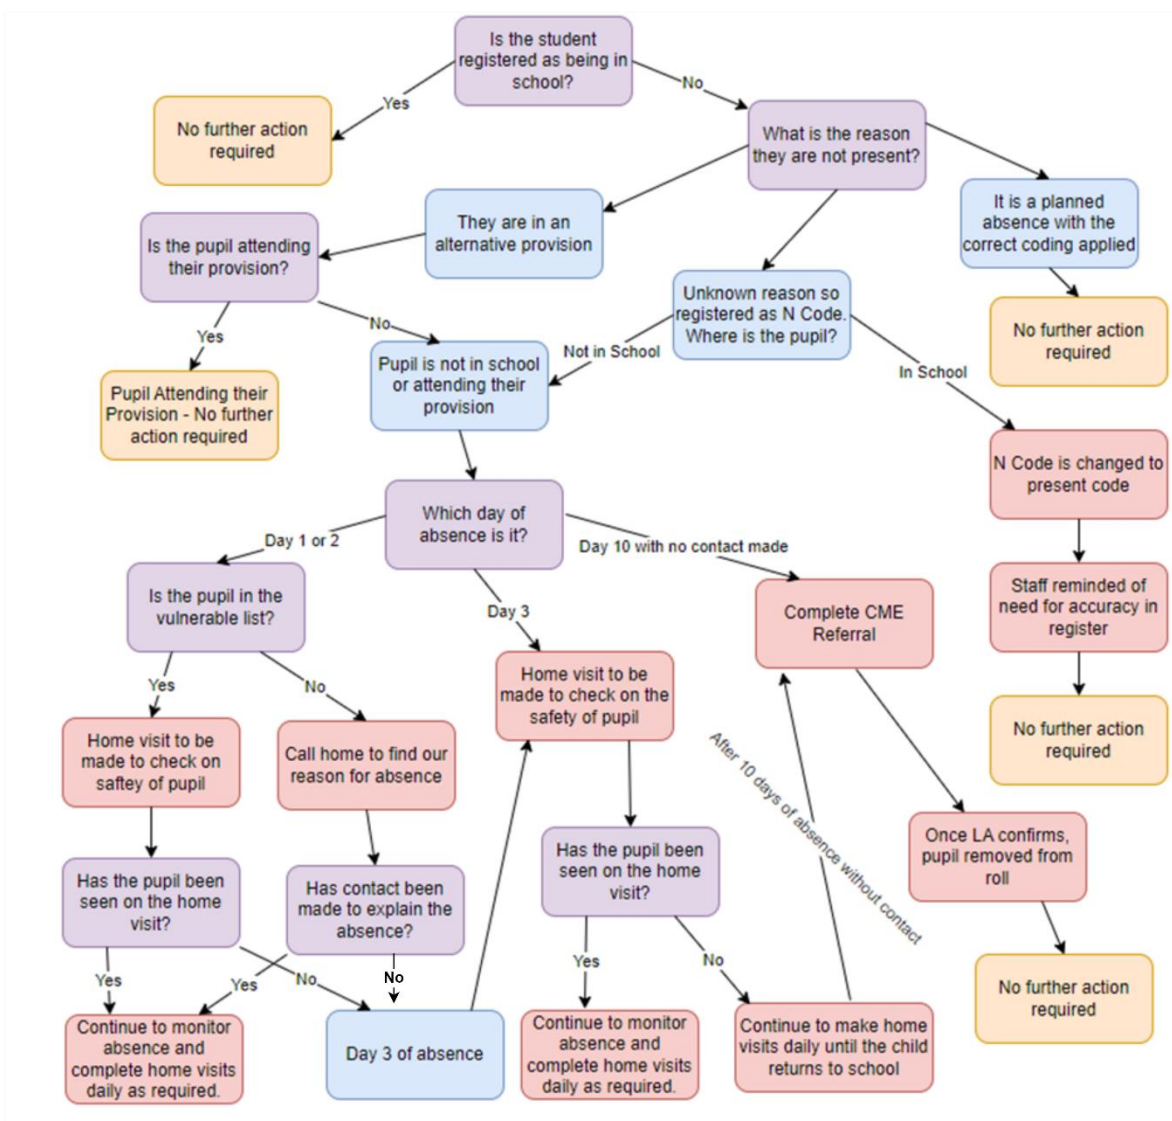 Is the student
registered as being in
school?
Yes
No
No further action
required
What is the reason
they are not present?
They are in an
alternative provision
It is a planned
absence with the
correct coding applied
Is the pupil attending
their provision?
Unknown reason so
registered as N Code.
Where is the pupil?
No further action
required
Yes
No
Not in School
In School
Pupil Attending their
Provision - No further
action required
Pupil is not in school
or attending their
provision
N Code is changed to
present code
Which day of
absence is it?
Day 1 or 2
Day 10 with no contact made
Day 3
Is the pupil in the
vulnerable list?
Complete CME
Referral
Staff reminded of
need for accuracy in
register
Yes
No
Home visit to be
made to check on the
safety of pupil
No further action
required
Home visit to be
made to check on
saftey of pupil
Call home to find our
reason for absence
After 10 days of absence without contact
Once LA confirms,
pupil removed from
roll
Has the pupil been
seen on the home
visit?
Has contact been
made to explain the
absence?
Has the pupil been
seen on the home
visit?
Yes
No
Yes
No
Yes
No
No further action
required
Continue to monitor
absence and
complete home visits
daily as required.
Day 3 of absence
Continue to monitor
absence and
complete home visits
daily as required.
Continue to make home
visits daily until the child
returns to school